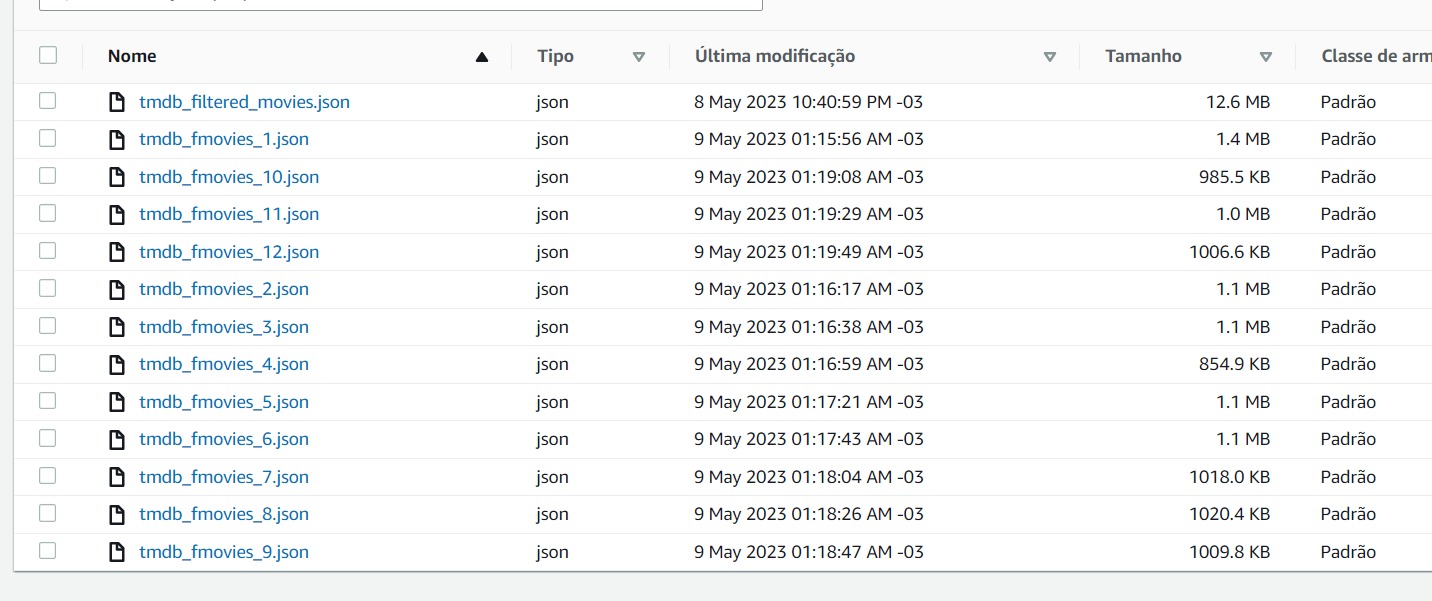 Nome Tipo Última modificação Tamanho Classe de arm
tmdb_filtered_movies.json json 8 May 2023 10:40:59 PM -03 12.6 MB Padrão
tmdb_fmovies_1.json json 9 May 2023 01:15:56 AM -03 1.4 MB Padrão
tmdb_fmovies_10.json json 9 May 2023 01:19:08 AM -03 985.5 KB Padrão
tmdb_fmovies_11.json json 9 May 2023 01:19:29 AM -03 1.0 MB Padrão
tmdb_fmovies_12.json json 9 May 2023 01:19:49 AM -03 1006.6 KB Padrão
tmdb_fmovies_2.json json 9 May 2023 01:16:17 AM -03 1.1 MB Padrão
tmdb_fmovies_3.json json 9 May 2023 01:16:38 AM -03 1.1 MB Padrão
tmdb_fmovies_4.json json 9 May 2023 01:16:59 AM -03 854.9 KB Padrão
tmdb_fmovies_5.json json 9 May 2023 01:17:21 AM -03 1.1 MB Padrão
tmdb_fmovies_6.json json 9 May 2023 01:17:43 AM -03 1.1 MB Padrão
tmdb_fmovies_7.json json 9 May 2023 01:18:04 AM -03 1018.0 KB Padrão
tmdb_fmovies_8.json json 9 May 2023 01:18:26 AM -03 1020.4 KB Padrão
tmdb_fmovies_9.json json 9 May 2023 01:18:47 AM -03 1009.8 KB Padrão